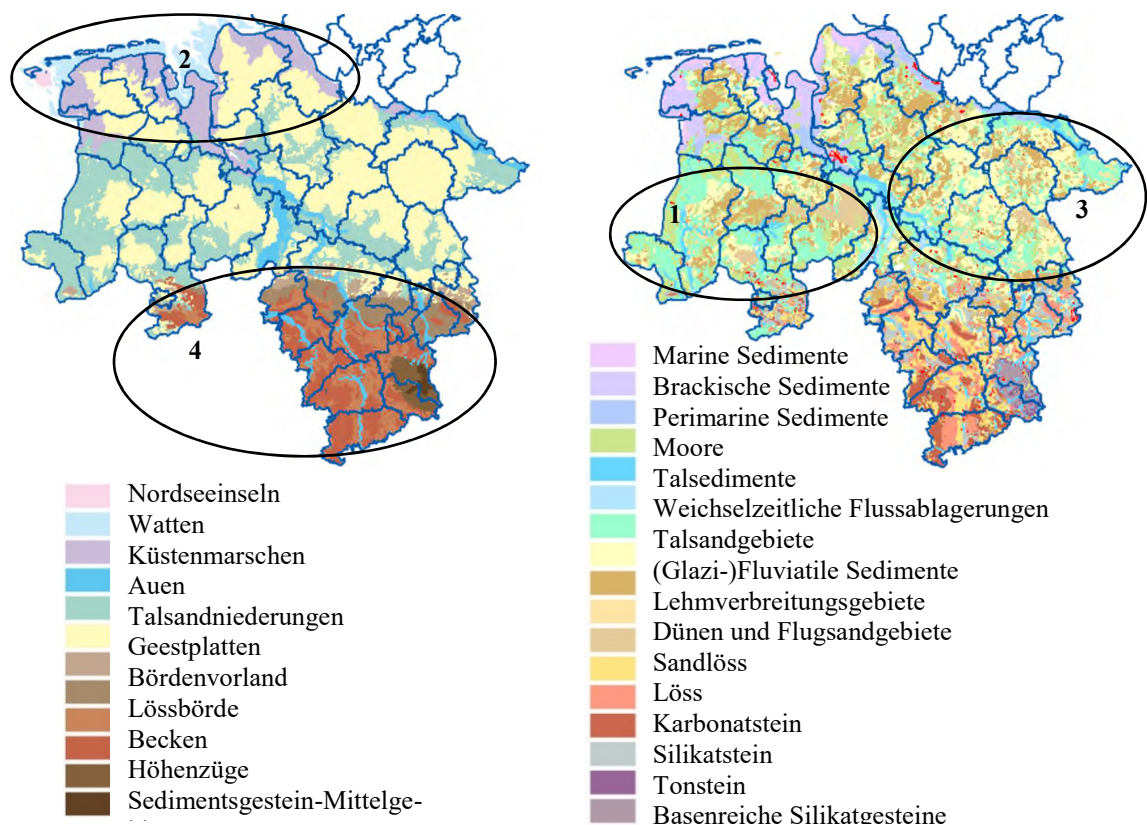 2
1
3
4
Nordseeinseln
Watten
Küstenmarschen
Auen
Talsandniederungen
Geestplatten
Bördenvorland
Lössbörde
Becken
Höhenzüge
Sedimentsgestein-Mittelge-
Marine Sedimente
Brackische Sedimente
Perimarine Sedimente
Moore
Talsedimente
Weichselzeitliche Flussablagerungen
Talsandgebiete
(Glazi-)Fluviatile Sedimente
Lehmverbreitungsgebiete
Dünen und Flugsandgebiete
Sandlöss
Löss
Karbonatstein
Silikatstein
Tonstein
Basenreiche Silikatgesteine